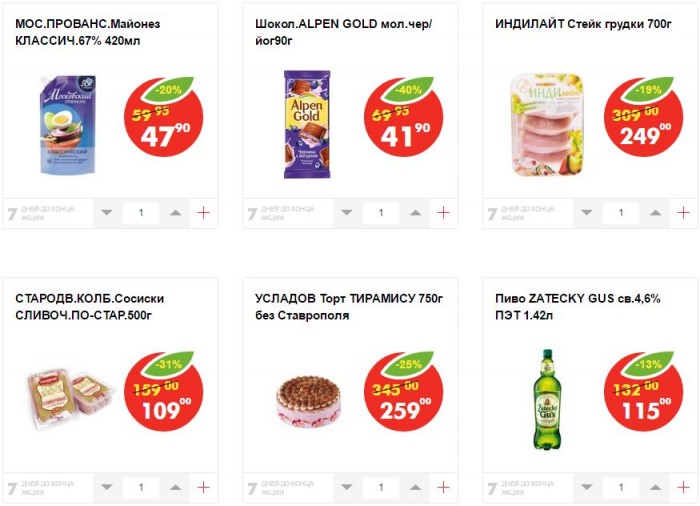 МОС.ПРОВАНС.Майонез
КЛАССИЧ.67% 420мл
Московский
ПРОВАНСАЛЬ
КЛАССИЧЕСКИЙ
-20%
59 95
47 90
7 ДНЕЙ ДО КОНЦА
АКЦИИ
1
Шокол.ALPEN GOLD мол.чер/
йог90г
Alpen
Gold
Черника
с йогуртом
-40%
69 95
41 90
7 ДНЕЙ ДО КОНЦА
АКЦИИ
1
ИНДИЛАЙТ Стейк грудки 700г
ИНДИлайт
-19%
309 00
249 00
7 ДНЕЙ ДО КОНЦА
АКЦИИ
1
СТАРОДВ.КОЛБ.Сосиски
СЛИВОЧ.ПО-СТАР.500г
-31%
159 00
109 00
7 ДНЕЙ ДО КОНЦА
АКЦИИ
1
УСЛАДОВ Торт ТИРАМИСУ 750г
без Ставрополя
-25%
345 00
259 00
7 ДНЕЙ ДО КОНЦА
АКЦИИ
1
Пиво ZATECKY GUS св.4,6%
ПЭТ 1.42л
Zatecky
Gus
-13%
132 00
115 00
7 ДНЕЙ ДО КОНЦА
АКЦИИ
1